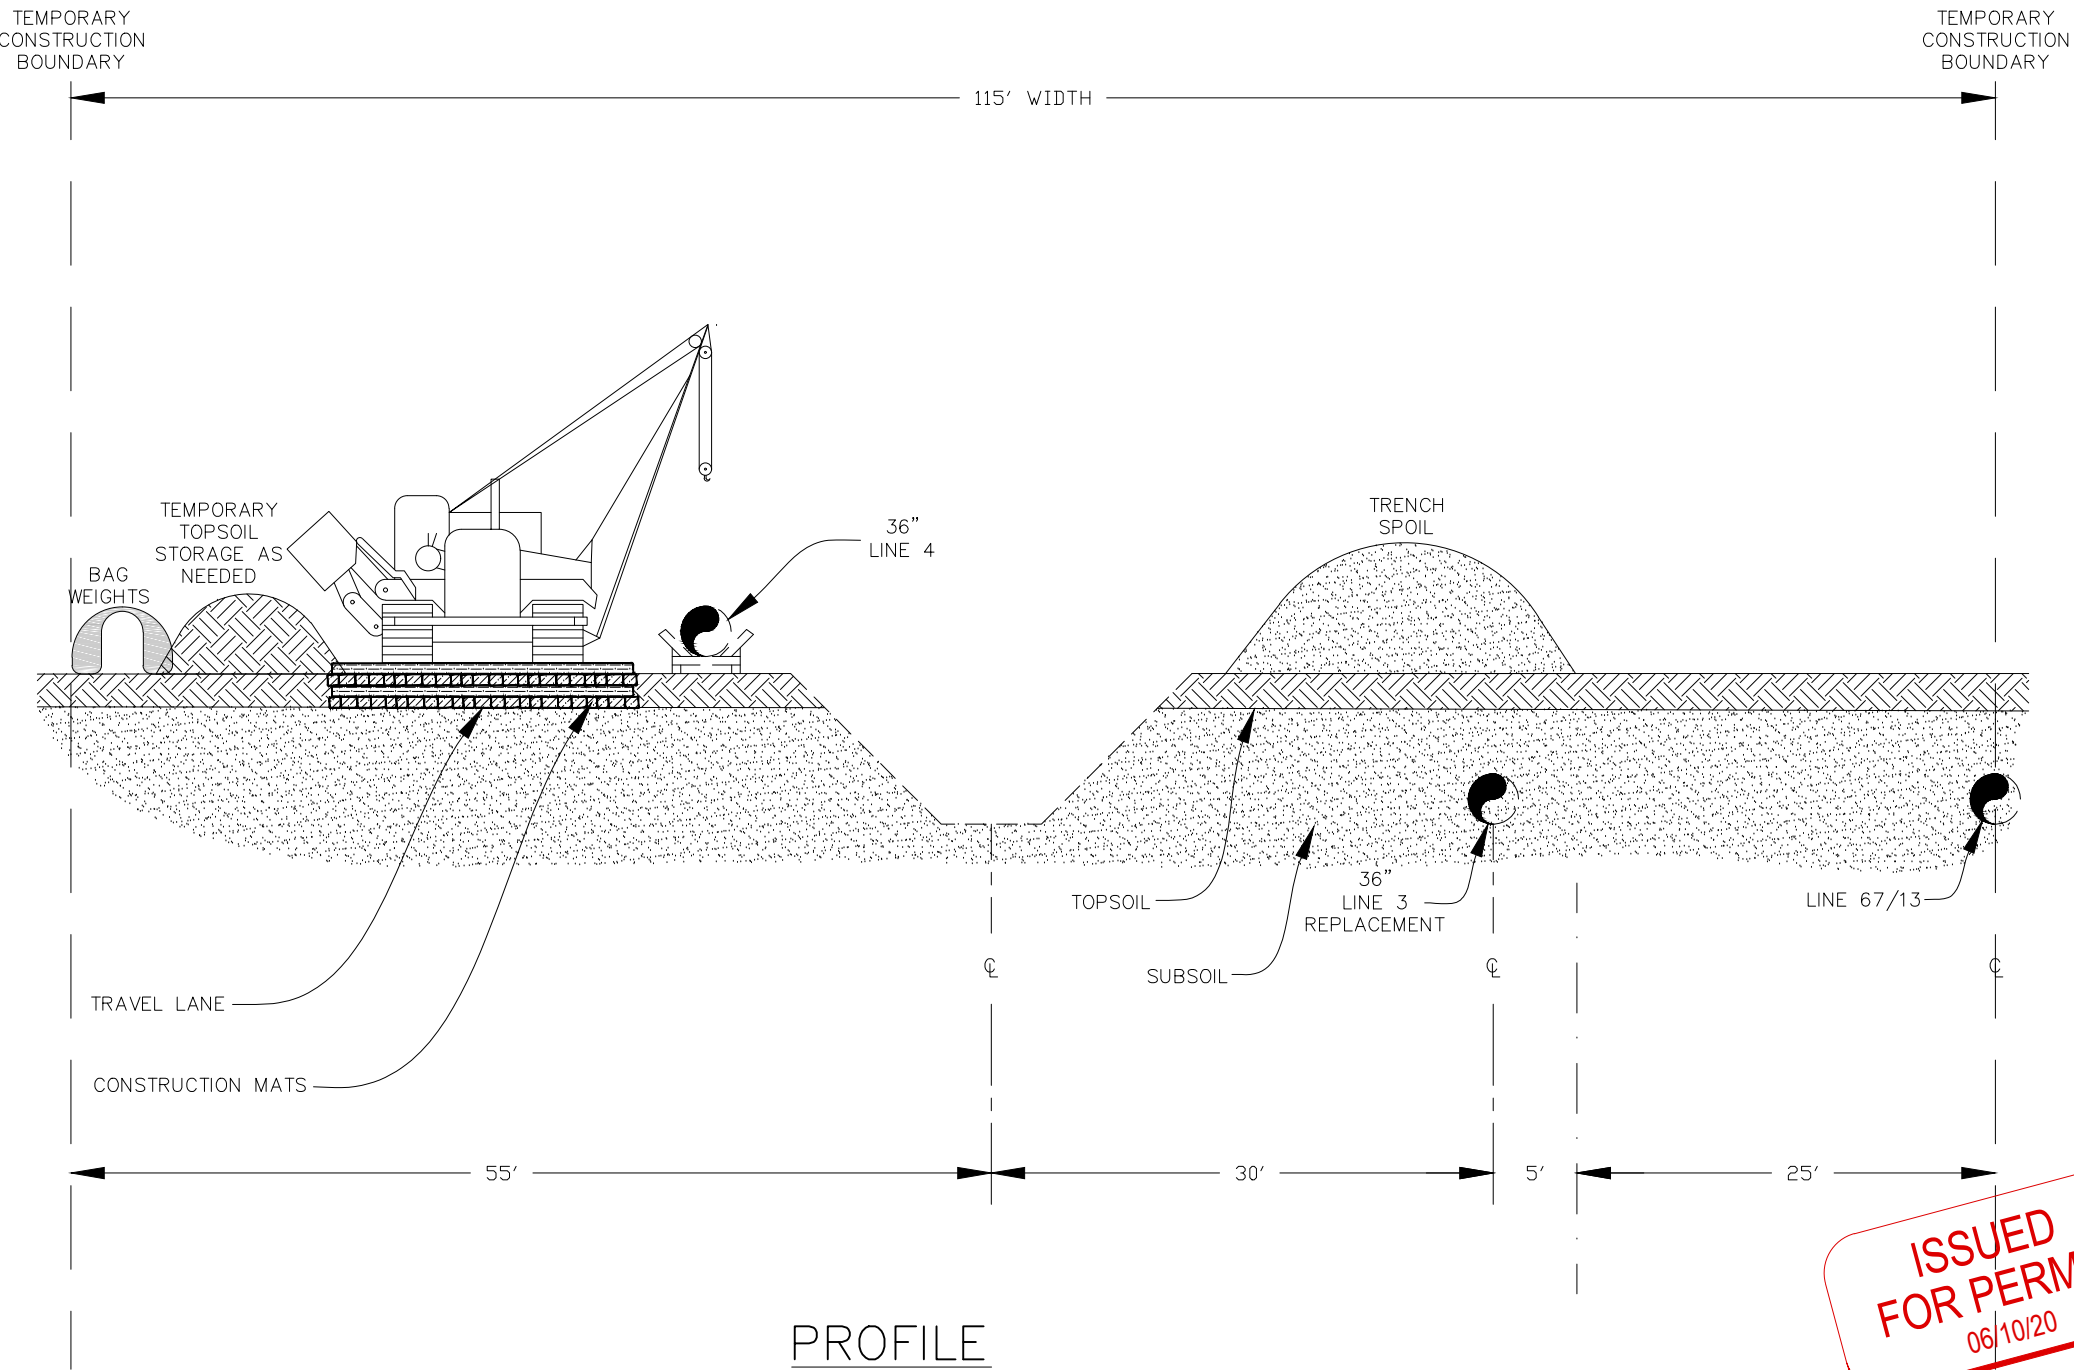 TEMPORARY
CONSTRUCTION
BOUNDARY
TEMPORARY
CONSTRUCTION
BOUNDARY
115' WIDTH
TEMPORARY
TOPSOIL
STORAGE AS
NEEDED
BAG
WEIGHTS
36"
LINE 4
TRENCH
SPOIL
TOPSOIL
36"
LINE 3
REPLACEMENT
LINE 67/13
SUBSOIL
℄
℄
℄
TRAVEL LANE
CONSTRUCTION MATS
55'
30'
5'
25'
ISSUED
FOR PERM
06/10/20
PROFILE